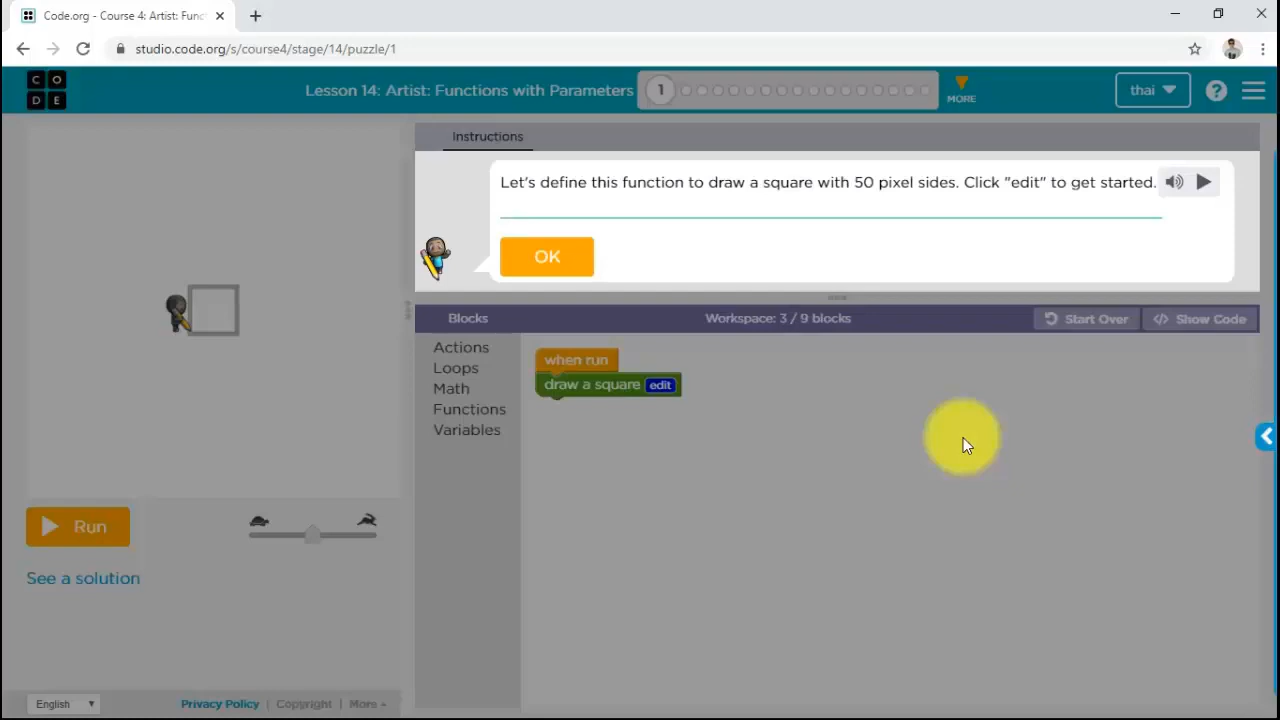 Code.org - Course 4: Artist: Func
studio.code.org/s/course4/stage/14/puzzle/1
C O
D E
Lesson 14: Artist: Functions with Parameters
1
MORE
thai
?
Instructions
Let's define this function to draw a square with 50 pixel sides. Click "edit" to get started.
OK
Blocks
Workspace: 3 / 9 blocks
Start Over
</> Show Code
Actions
Loops
Math
Functions
Variables
when run
draw a square edit
Run
See a solution
English
Privacy Policy | Copyright | More